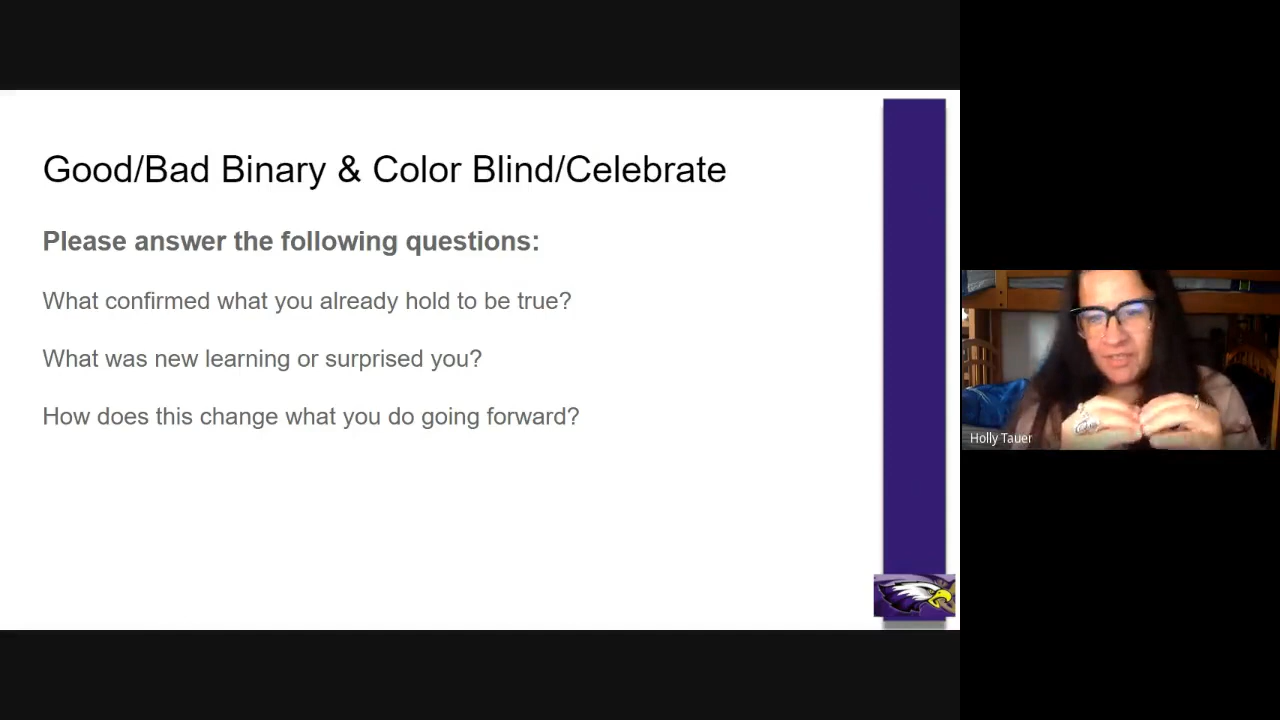 Good/Bad Binary & Color Blind/Celebrate
Please answer the following questions:
What confirmed what you already hold to be true?
What was new learning or surprised you?
How does this change what you do going forward?
Holly Tauer